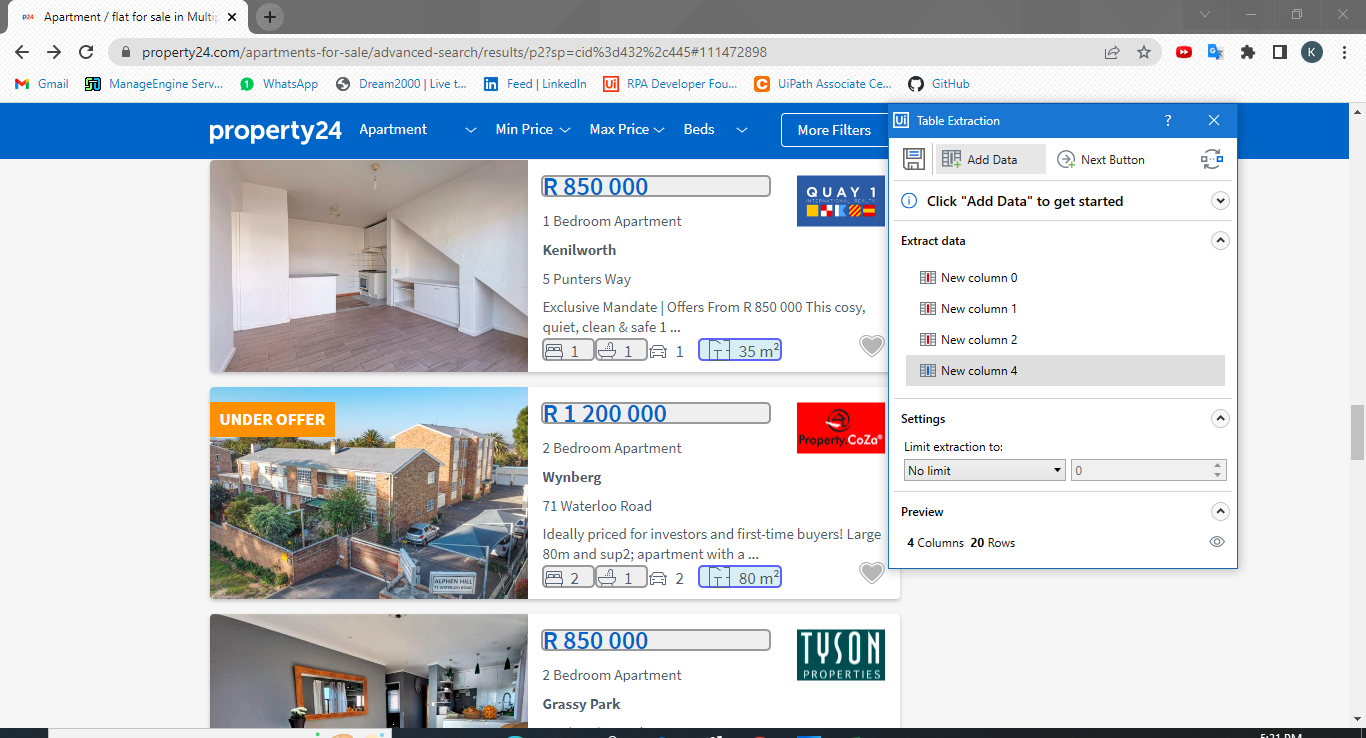 p24 Apartment / flat for sale in Multip
property24.com/apartments-for-sale/advanced-search/results/p2?sp=cid%3d432%2c445#111472898
K
Gmail
ManageEngine Serv...
WhatsApp
Dream2000 | Live t...
Feed | LinkedIn
RPA Developer Fou...
UiPath Associate Ce...
GitHub
property24
Apartment
Min Price
Max Price
Beds
More Filters
R 850 000
QUAY 1
INTERNATIONAL REALTY
1 Bedroom Apartment
Kenilworth
5 Punters Way
Exclusive Mandate | Offers From R 850 000 This cosy,
quiet, clean & safe 1 ...
1 1 1 35 m²
UNDER OFFER
ALPHEN HILL
71 WATERLOO ROAD
R 1 200 000
Property.CoZa®
2 Bedroom Apartment
Wynberg
71 Waterloo Road
Ideally priced for investors and first-time buyers! Large
80m and sup2; apartment with a ...
2 1 2 80 m²
R 850 000
TYSON
PROPERTIES
2 Bedroom Apartment
Grassy Park
Ui Table Extraction ?
Add Data
Next Button
Click "Add Data" to get started
Extract data
New column 0
New column 1
New column 2
New column 4
Settings
Limit extraction to:
No limit
0
Preview
4 Columns 20 Rows
5:21 PM